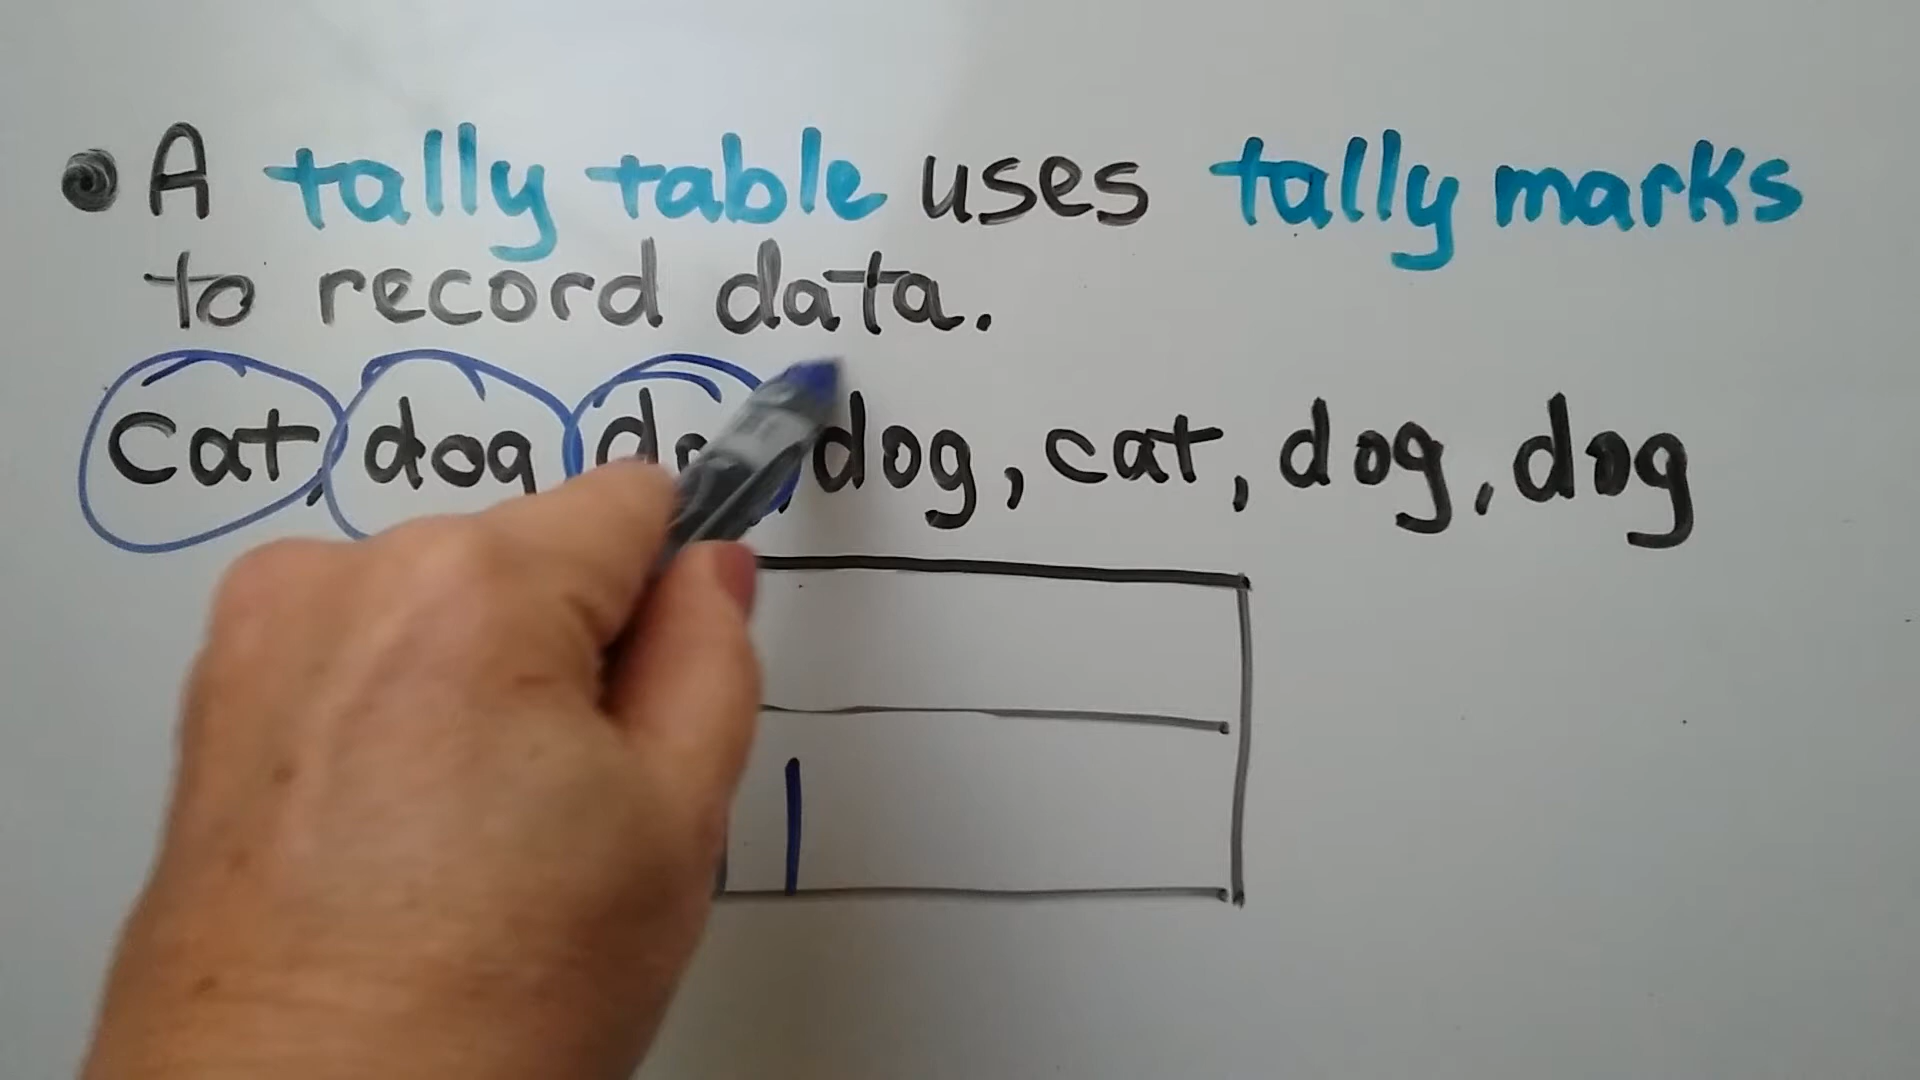 A tally table uses tally marks
to record data.
cat, dog, dog, cat, dog, dog